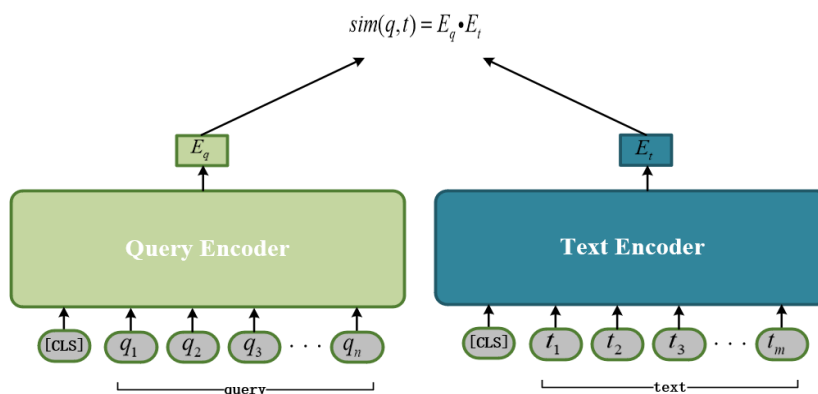 sim(q,t) = E_q • E_t
E_q E_t
Query Encoder Text Encoder
[CLS] q_1 q_2 q_3 ··· q_n [CLS] t_1 t_2 t_3 ··· t_m
query text